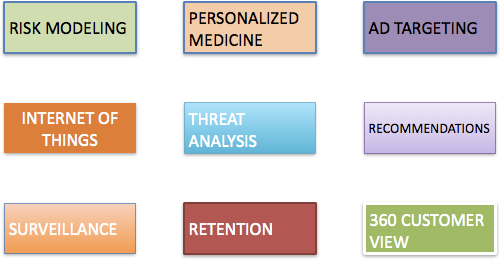 RISK MODELING
PERSONALIZED
MEDICINE
AD TARGETING
INTERNET OF
THINGS
THREAT
ANALYSIS
RECOMMENDATIONS
SURVEILLANCE
RETENTION
360 CUSTOMER
VIEW